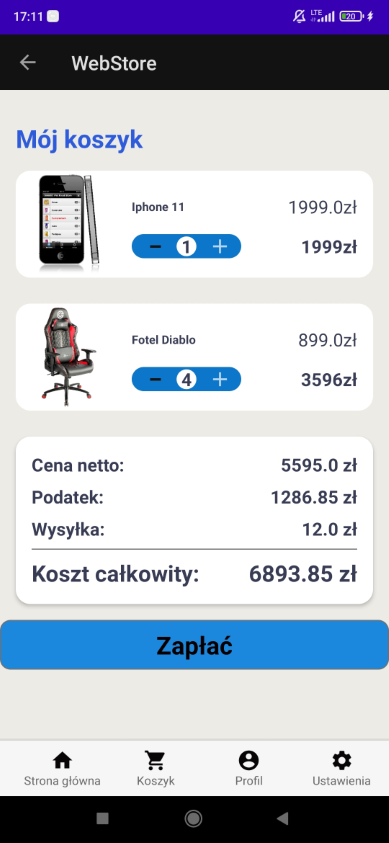 17:11
LTE
20
WebStore
Mój koszyk
Iphone 11
1999.0zł
− 1 +
1999zł
Fotel Diablo
899.0zł
− 4 +
3596zł
Cena netto: 5595.0 zł
Podatek: 1286.85 zł
Wysyłka: 12.0 zł
Koszt całkowity: 6893.85 zł
Zapłać
Strona główna
Koszyk
Profil
Ustawienia